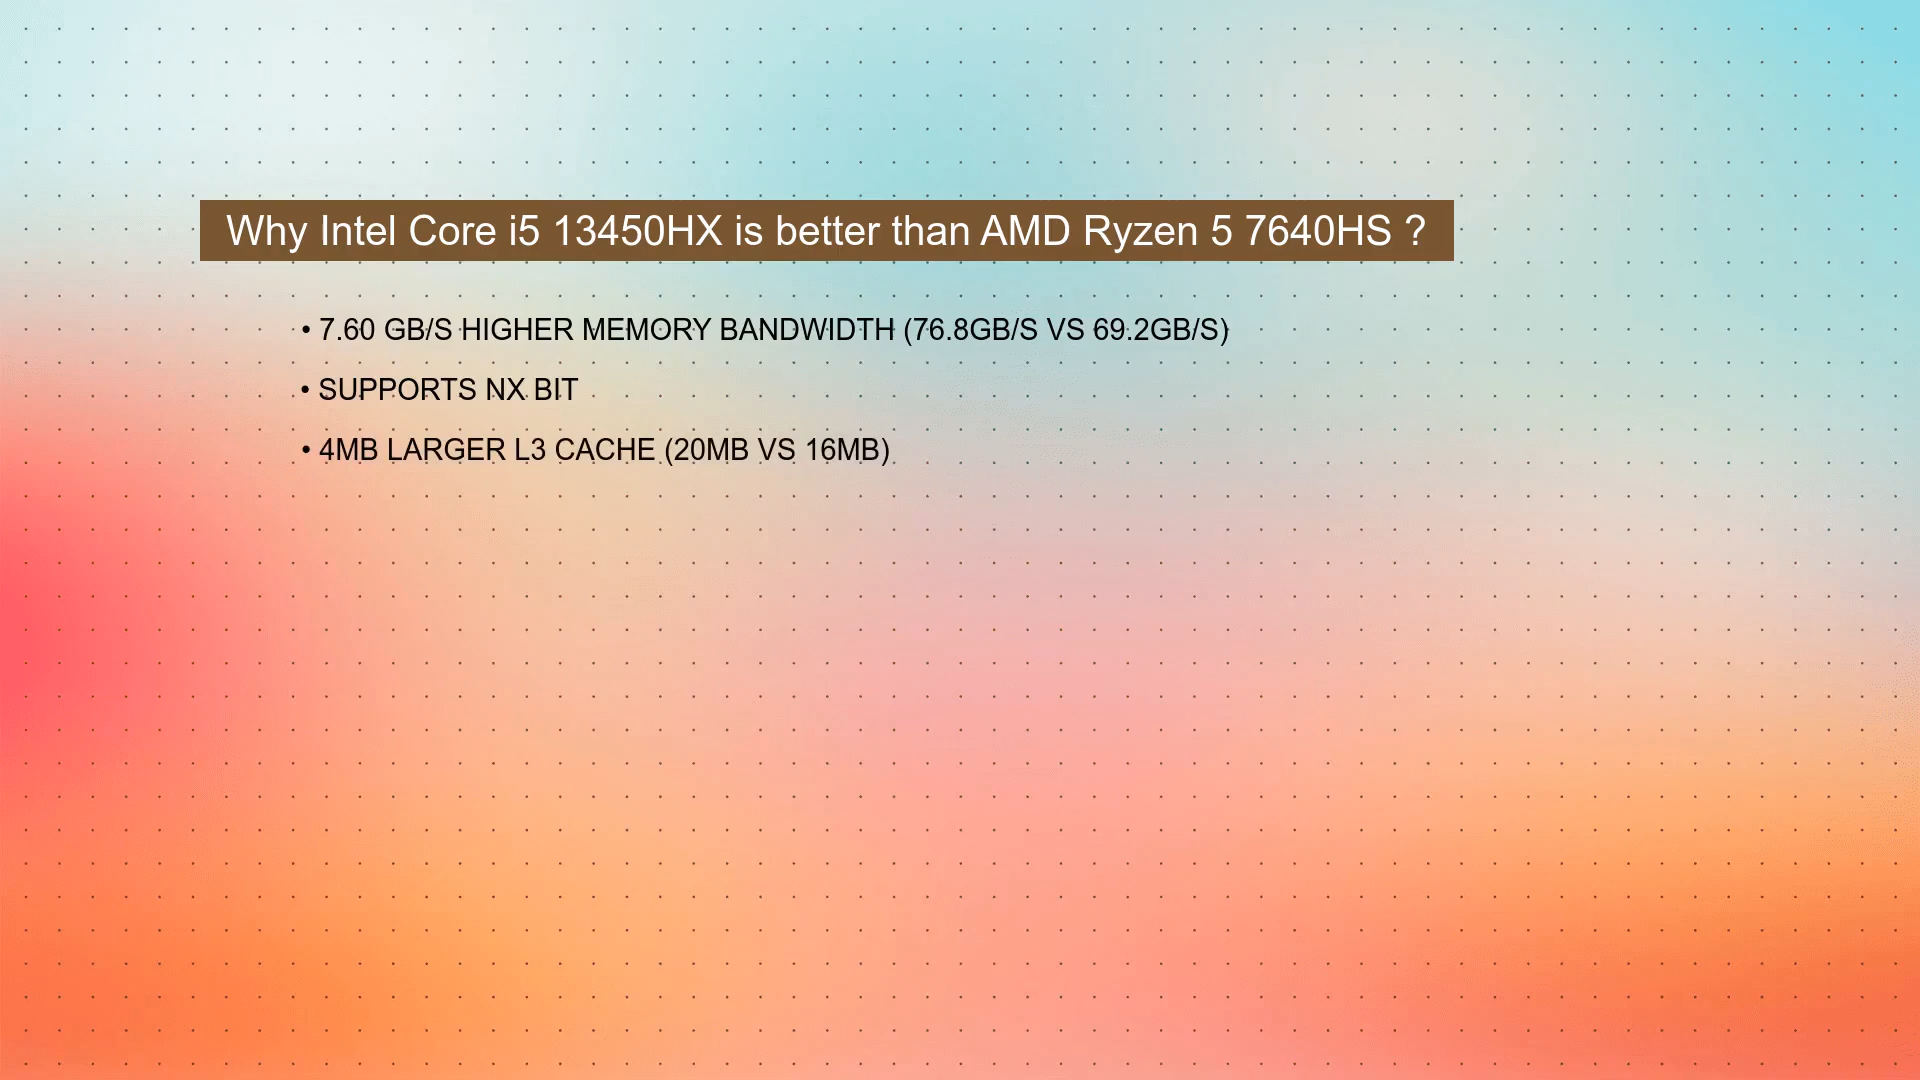 Why Intel Core i5 13450HX is better than AMD Ryzen 5 7640HS ?
• 7.60 GB/S HIGHER MEMORY BANDWIDTH (76.8GB/S VS 69.2GB/S)
• SUPPORTS NX BIT
• 4MB LARGER L3 CACHE (20MB VS 16MB)